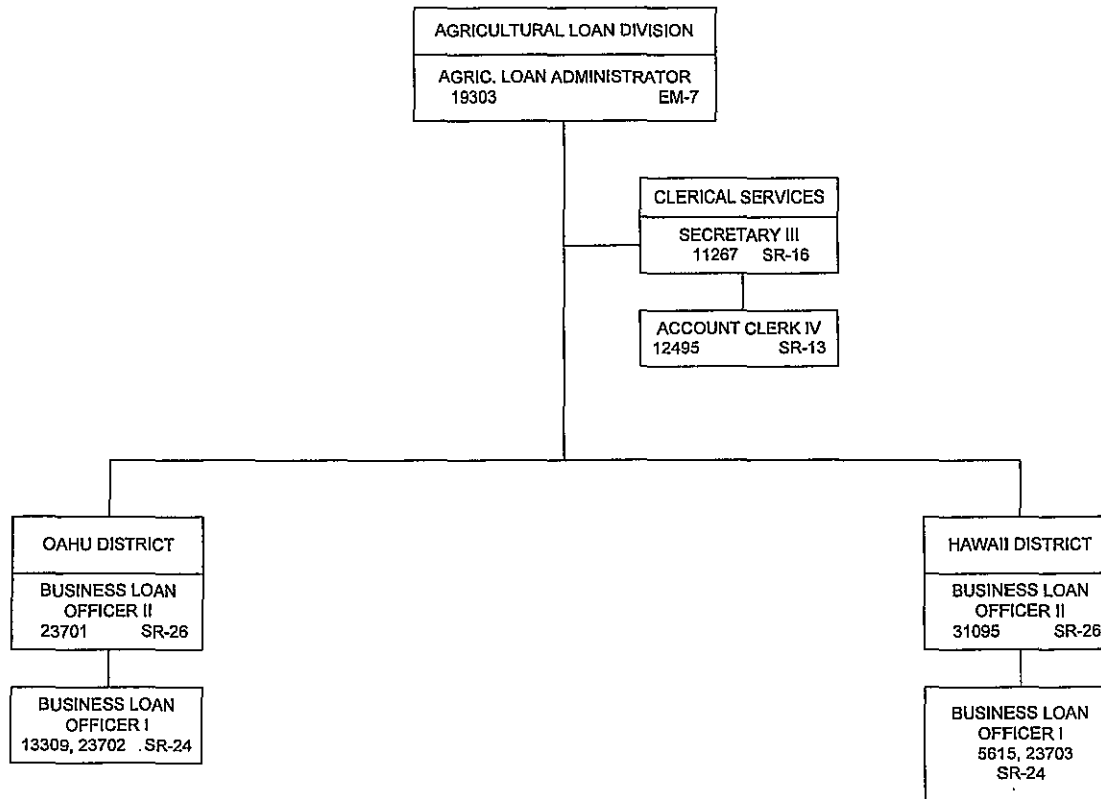 AGRICULTURAL LOAN DIVISION
AGRIC. LOAN ADMINISTRATOR
19303 EM-7
CLERICAL SERVICES
SECRETARY III
11267 SR-16
ACCOUNT CLERK IV
12495 SR-13
OAHU DISTRICT
BUSINESS LOAN
OFFICER II
23701 SR-26
BUSINESS LOAN
OFFICER I
13309, 23702 SR-24
HAWAII DISTRICT
BUSINESS LOAN
OFFICER II
31095 SR-26
BUSINESS LOAN
OFFICER I
5615, 23703
SR-24